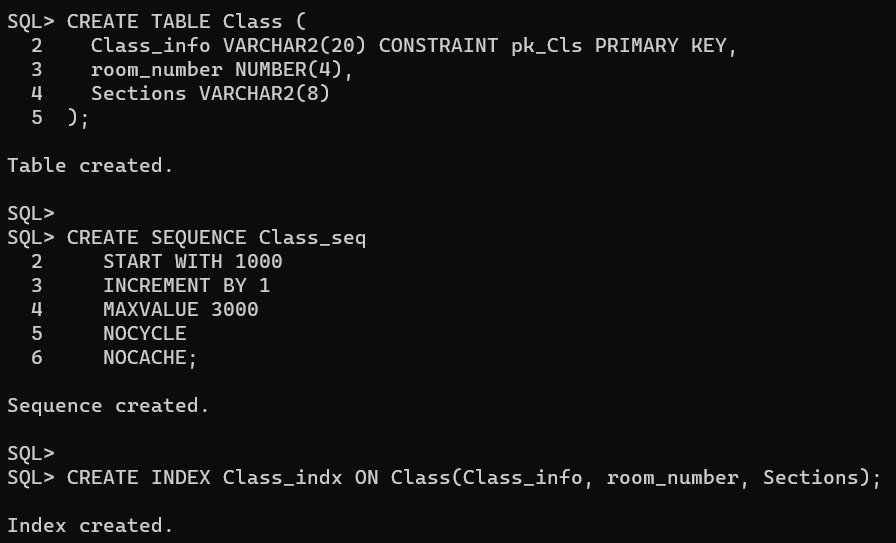 SQL> CREATE TABLE Class (
  2    Class_info VARCHAR2(20) CONSTRAINT pk_Cls PRIMARY KEY,
  3    room_number NUMBER(4),
  4    Sections VARCHAR2(8)
  5  );
Table created.
SQL>
SQL> CREATE SEQUENCE Class_seq
  2     START WITH 1000
  3     INCREMENT BY 1
  4     MAXVALUE 3000
  5     NOCYCLE
  6     NOCACHE;
Sequence created.
SQL>
SQL> CREATE INDEX Class_indx ON Class(Class_info, room_number, Sections);
Index created.